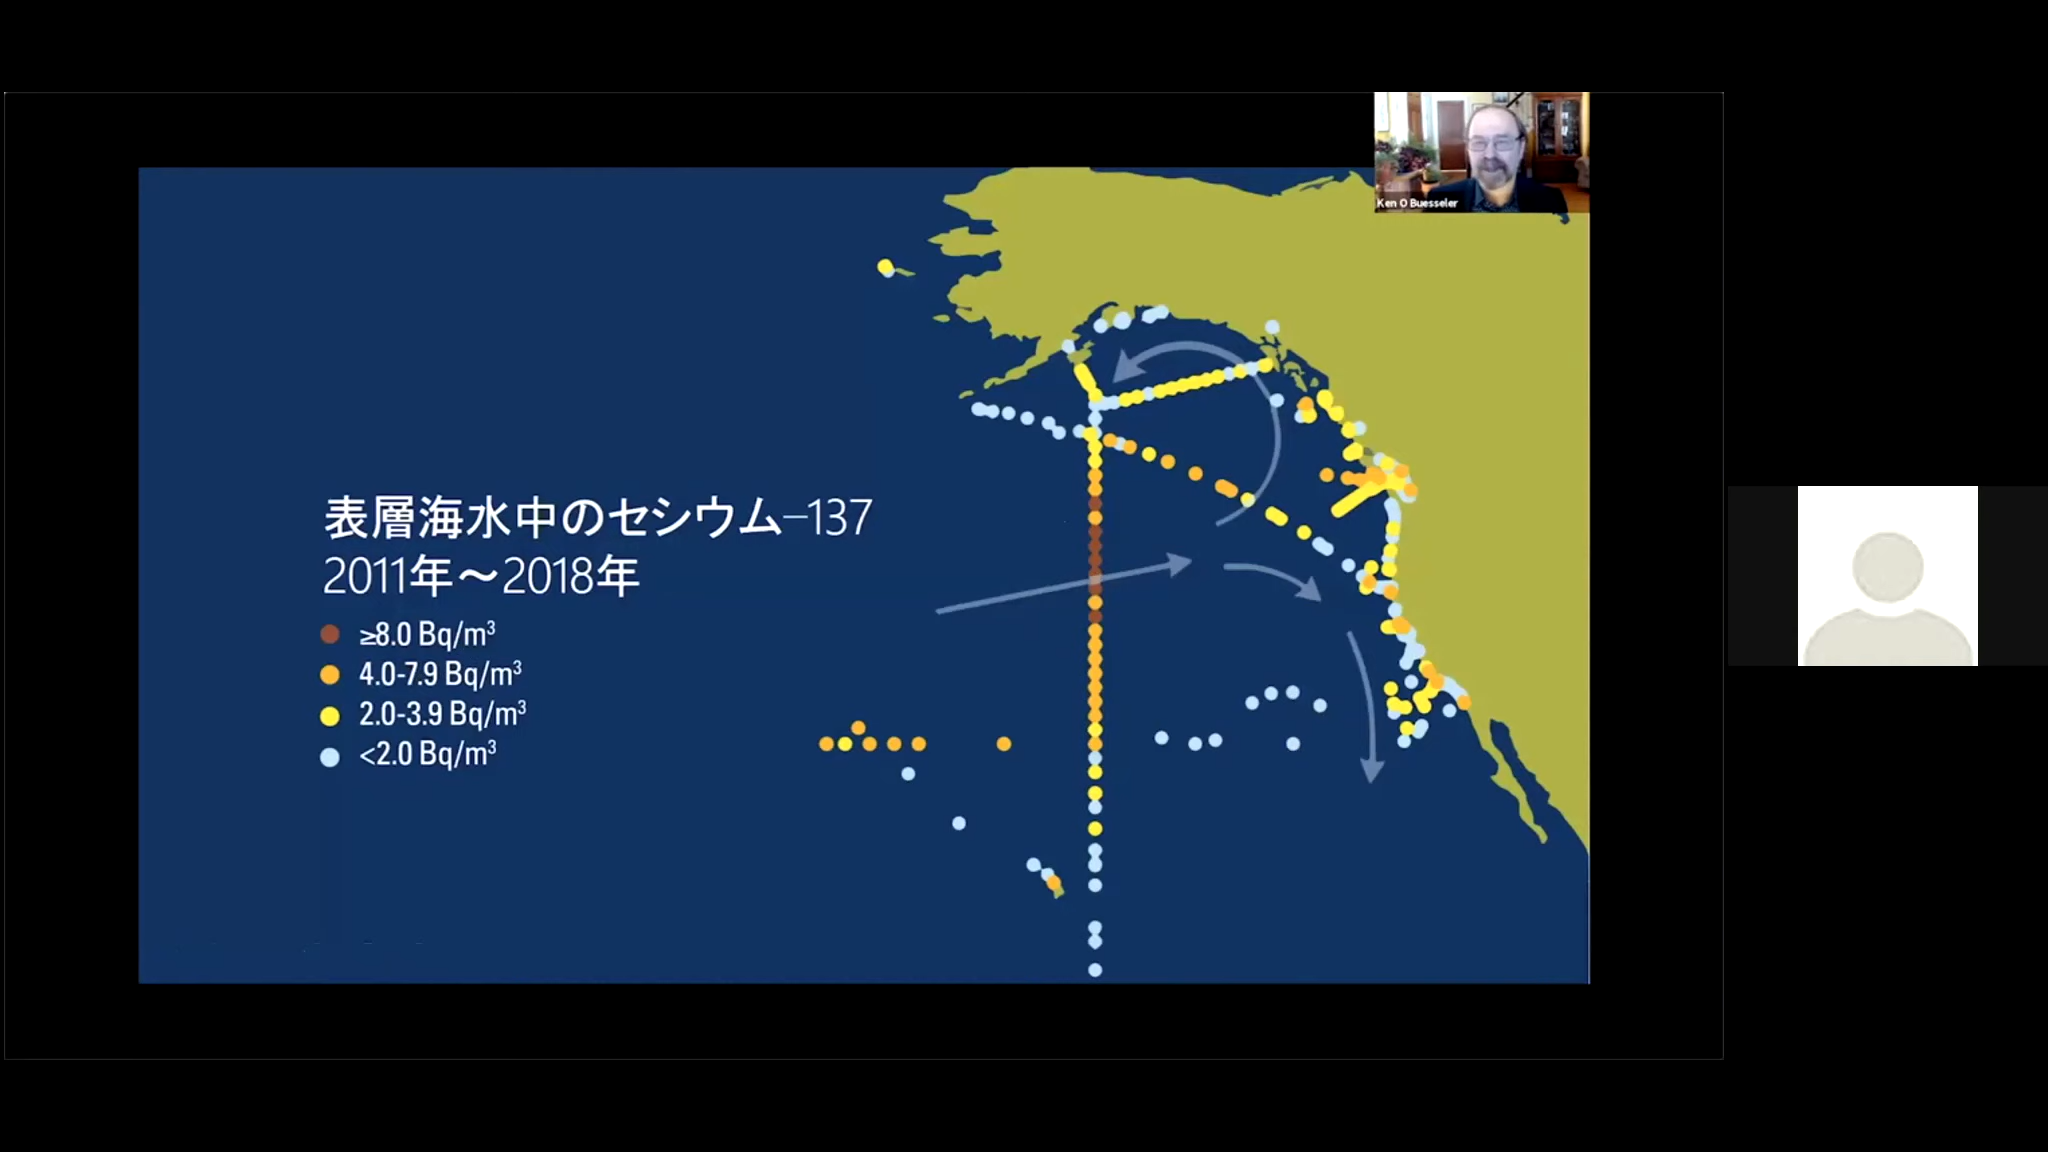 Ken O Buesseler
表層海水中のセシウム–137
2011年～2018年
≥8.0 Bq/m³
4.0-7.9 Bq/m³
2.0-3.9 Bq/m³
<2.0 Bq/m³